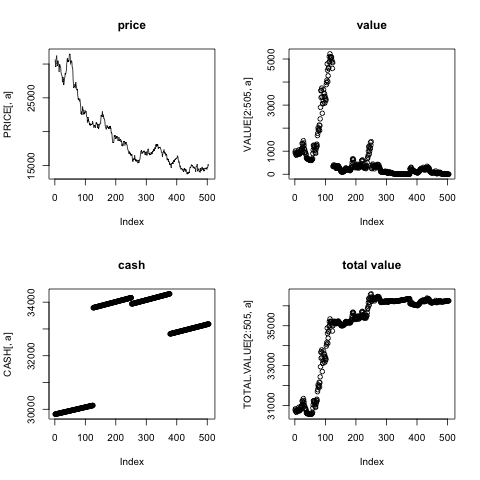 price
PRICE[, a]
15000 25000
0 100 200 300 400 500
Index
value
VALUE[2:505, a]
0 1000 3000 5000
0 100 200 300 400 500
Index
cash
CASH[, a]
30000 32000 34000
0 100 200 300 400 500
Index
total value
TOTAL.VALUE[2:505, a]
31000 33000 35000
0 100 200 300 400 500
Index